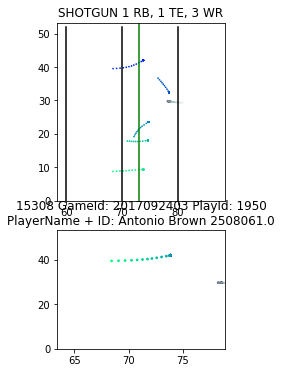 SHOTGUN 1 RB, 1 TE, 3 WR
50
40
30
20
10
0
60 70 80
15308 GameId: 2017092403 PlayId: 1950
PlayerName + ID: Antonio Brown 2508061.0
40
20
0
65 70 75